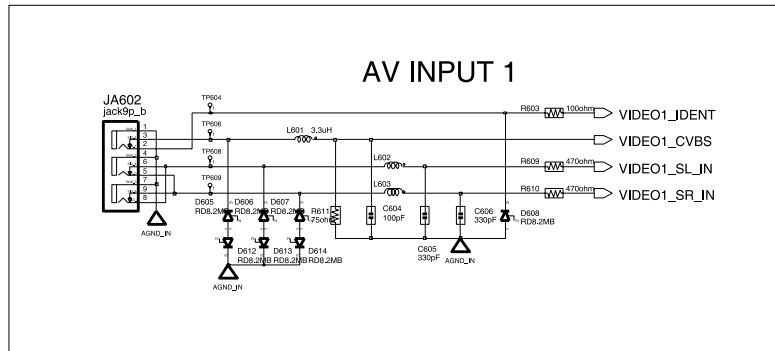 AV INPUT 1
JA602
jack9p_b
1
3
2
4
6
5
7
9
8
TP604
TP606
TP608
TP609
R603 100ohm
VIDEO1_IDENT
L601 3.3uH
VIDEO1_CVBS
L602
R609 470ohm
VIDEO1_SL_IN
L603
R610 470ohm
VIDEO1_SR_IN
D605
RD8.2MB
D606
RD8.2MB
D607
RD8.2MB
R611
75ohm
C604
100pF
C605
330pF
C606
330pF
D608
RD8.2MB
D612
RD8.2MB
D613
RD8.2MB
D614
RD8.2MB
AGND_IN
AGND_IN
AGND_IN